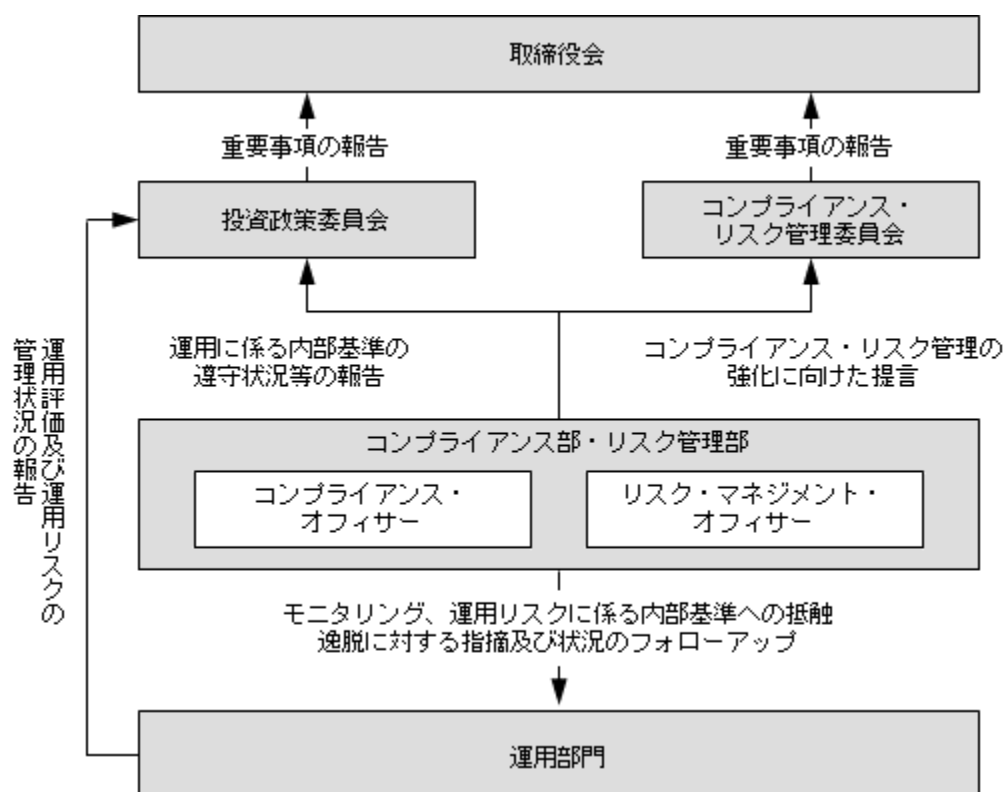 取締役会
重要事項の報告
重要事項の報告
投資政策委員会
コンプライアンス・
リスク管理委員会
運用評価及び運用リスクの
管理状況の報告
運用に係る内部基準の
遵守状況等の報告
コンプライアンス・リスク管理の
強化に向けた提言
コンプライアンス部・リスク管理部
コンプライアンス・
オフィサー
リスク・マネジメント・
オフィサー
モニタリング、運用リスクに係る内部基準への抵触
逸脱に対する指摘及び状況のフォローアップ
運用部門